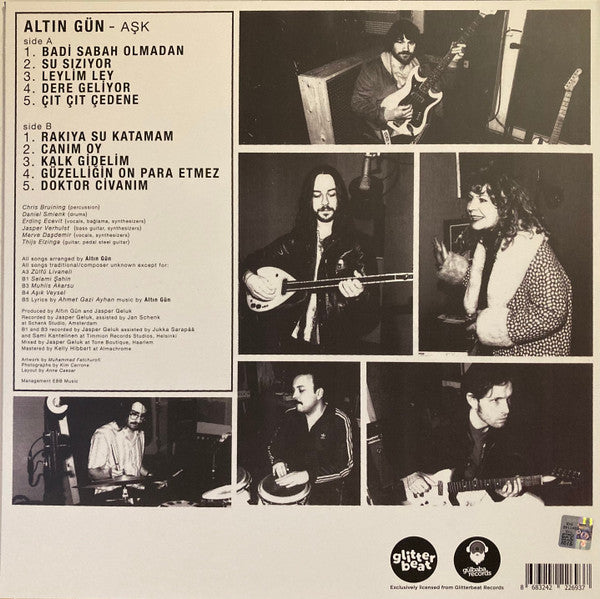 ALTIN GÜN - AŞK
side A
1. BADİ SABAH OLMADAN
2. SU SIZIYOR
3. LEYLİM LEY
4. DERE GELİYOR
5. ÇIT ÇIT ÇEDENE
side B
1. RAKIYA SU KATAMAM
2. CANIM OY
3. KALK GİDELİM
4. GÜZELLİĞİN ON PARA ETMEZ
5. DOKTOR CİVANIM
Chris Bruining (percussion)
Daniel Smienk (drums)
Erdinç Ecevit (vocals, bağlama, synthesizers)
Jasper Verhulst (bass guitar, synthesizers)
Merve Daşdemir (vocals, synthesizers)
Thijs Elzinga (guitar, pedal steel guitar)
All songs arranged by Altın Gün
All songs traditional/composer unknown except for:
A3 Zülfü Livaneli
B1 Selami Şahin
B3 Muhlis Akarsu
B4 Aşık Veysel
B5 Lyrics by Ahmet Gazi Ayhan music by Altın Gün
Produced by Altın Gün and Jasper Geluk
Recorded by Jasper Geluk, assisted by Jan Schenk
at Schenk Studio, Amsterdam
B1 and B3 recorded by Jasper Geluk assisted by Jukka Sarapää
and Sami Kantelinen at Timmion Records Studios, Helsinki
Mixed by Jasper Geluk at Tone Boutique, Haarlem
Mastered by Kelly Hibbert at Almachrome
Artwork by Muhammad Fatchurofi
Photographs by Kim Cerrone
Layout by Anne Caesar
Management EBB Music
glitter
beat
gülbaba
records
Exclusively licensed from Glitterbeat Records
8 683242 226937